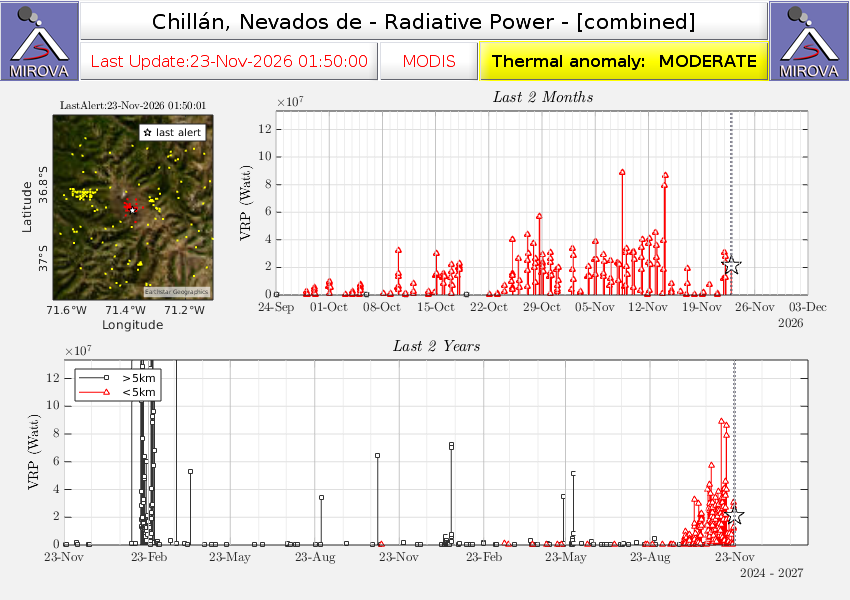 Chillán, Nevados de - Radiative Power - [combined]
MIROVA
Last Update:23-Nov-2026 01:50:00
MODIS
Thermal anomaly: MODERATE
MIROVA
LastAlert:23-Nov-2026 01:50:01
last alert
Latitude
36.8°S
37°S
Earthstar Geographics
71.6°W 71.4°W 71.2°W
Longitude
Last 2 Months
×10⁷
VRP (Watt)
12
10
8
6
4
2
0
24-Sep 01-Oct 08-Oct 15-Oct 22-Oct 29-Oct 05-Nov 12-Nov 19-Nov 26-Nov 03-Dec
2026
Last 2 Years
×10⁷
VRP (Watt)
>5km
<5km
12
10
8
6
4
2
0
23-Nov 23-Feb 23-May 23-Aug 23-Nov 23-Feb 23-May 23-Aug 23-Nov
2024 - 2027